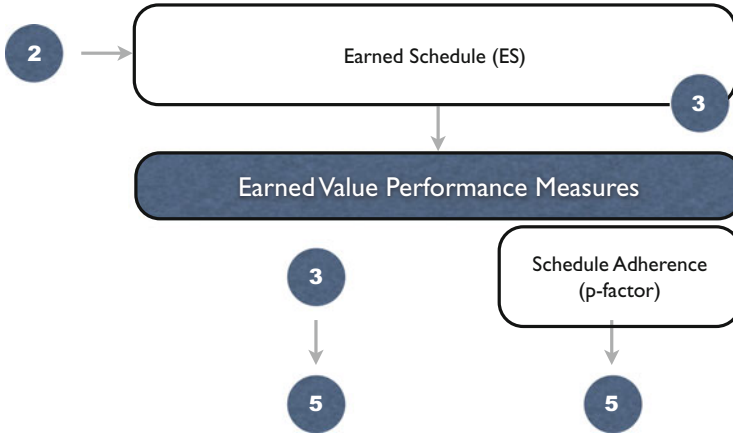 2
Earned Schedule (ES)
3
Earned Value Performance Measures
3
Schedule Adherence
(p-factor)
5
5